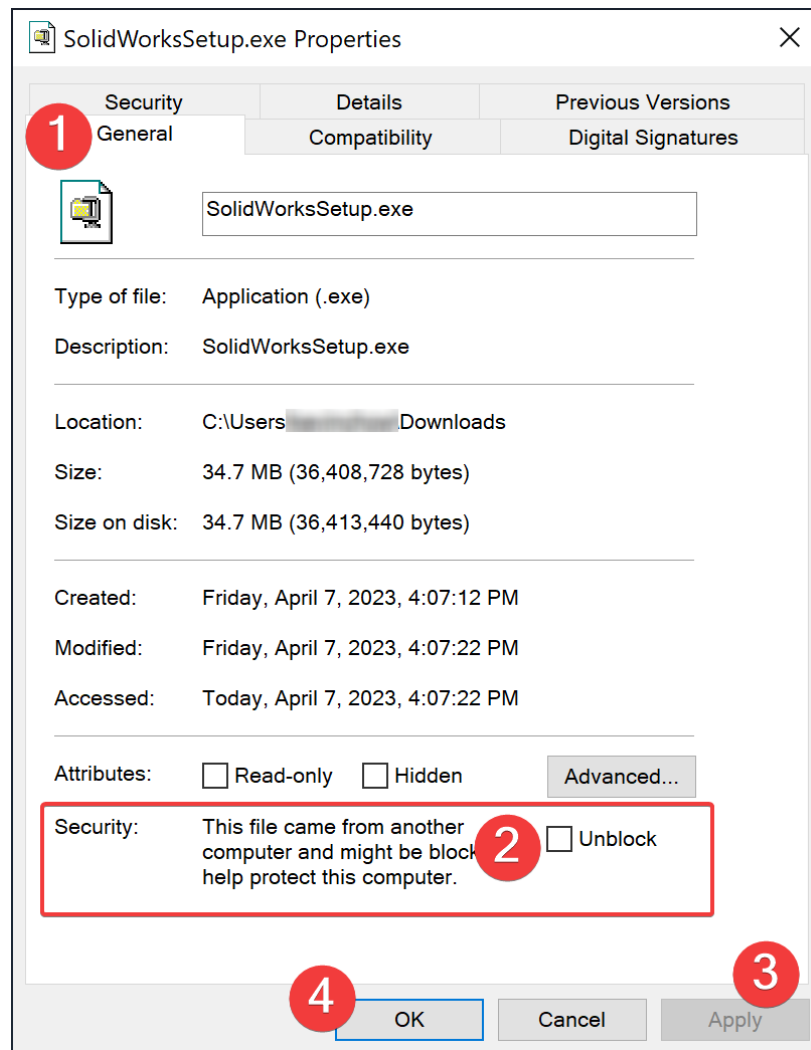 SolidWorksSetup.exe Properties
Security Details Previous Versions
1 General Compatibility Digital Signatures
SolidWorksSetup.exe
Type of file: Application (.exe)
Description: SolidWorksSetup.exe
Location: C:\Users Downloads
Size: 34.7 MB (36,408,728 bytes)
Size on disk: 34.7 MB (36,413,440 bytes)
Created: Friday, April 7, 2023, 4:07:12 PM
Modified: Friday, April 7, 2023, 4:07:22 PM
Accessed: Today, April 7, 2023, 4:07:22 PM
Attributes: Read-only Hidden Advanced...
Security: This file came from another
computer and might be block 2 Unblock
help protect this computer.
4 OK Cancel 3 Apply